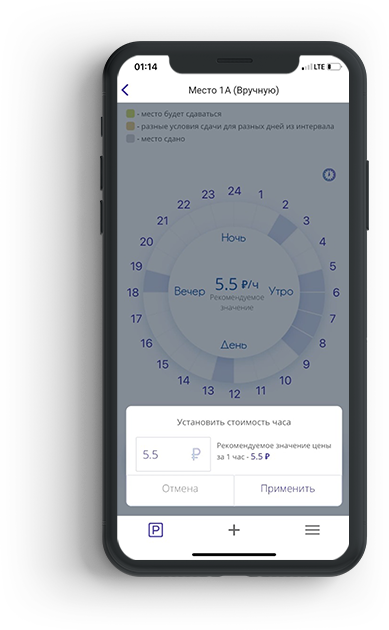 01:14 LTE
Место 1А (Вручную)
- место будет сдаваться
- разные условия сдачи для разных дней из интервала
- место сдано
24
1
2
3
4
5
6
7
8
9
10
11
12
13
14
15
16
17
18
19
20
21
22
23
Ночь
Вечер 5.5 ₽/ч Утро
Рекомендуемое
значение
День
Установить стоимость часа
5.5 ₽
Рекомендуемое значение цены
за 1 час - 5.5 ₽
Отмена Применить
P